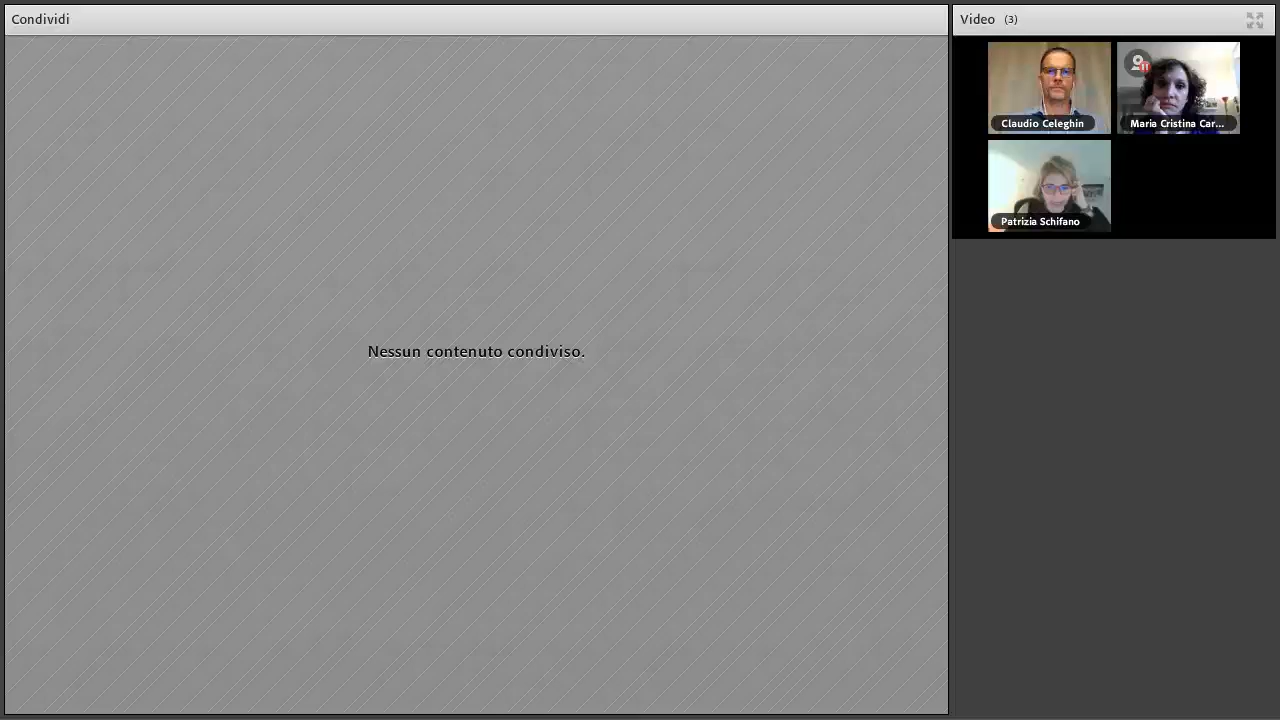 Condividi
Video (3)
Claudio Celeghin
Maria Cristina Car...
Patrizia Schifano
Nessun contenuto condiviso.